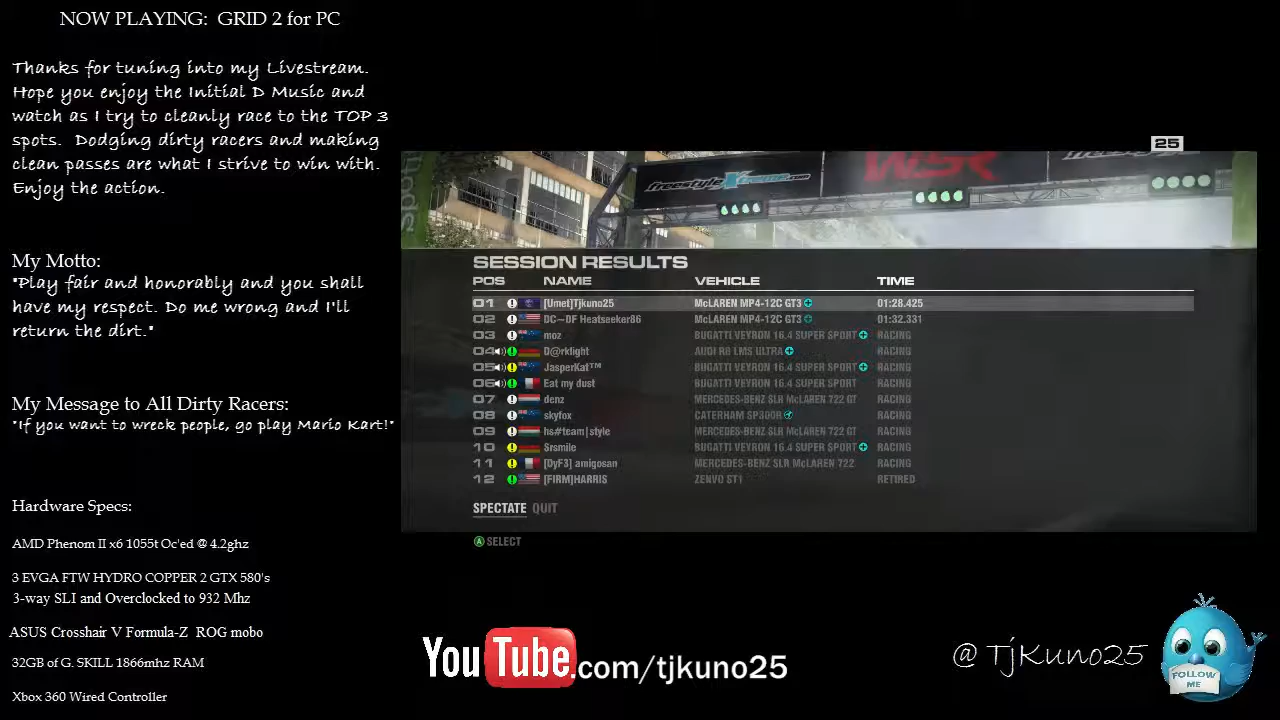 NOW PLAYING:  GRID 2 for PC
Thanks for tuning into my Livestream.
Hope you enjoy the Initial D Music and
watch as I try to cleanly race to the TOP 3
spots.  Dodging dirty racers and making
clean passes are what I strive to win with.
Enjoy the action.
My Motto:
"Play fair and honorably and you shall
have my respect. Do me wrong and I'll
return the dirt."
My Message to All Dirty Racers:
"If you want to wreck people, go play Mario Kart!"
Hardware Specs:
AMD Phenom II x6 1055t Oc'ed @ 4.2ghz
3 EVGA FTW HYDRO COPPER 2 GTX 580's
3-way SLI and Overclocked to 932 Mhz
ASUS Crosshair V Formula-Z  ROG mobo
32GB of G. SKILL 1866mhz RAM
Xbox 360 Wired Controller
25
freestyleXtreme.com
WSR
SESSION RESULTS
POS NAME VEHICLE TIME
01 [Umet]Tjkuno25 McLAREN MP4-12C GT3 01:28.425
02 DC~DF Heatseeker86 McLAREN MP4-12C GT3 01:32.331
03 moz BUGATTI VEYRON 16.4 SUPER SPORT RACING
04 D@rkfight AUDI R8 LMS ULTRA RACING
05 JasperKat™ BUGATTI VEYRON 16.4 SUPER SPORT RACING
06 Eat my dust BUGATTI VEYRON 16.4 SUPER SPORT RACING
07 denz MERCEDES-BENZ SLR McLAREN 722 GT RACING
08 skyfox CATERHAM SP300R RACING
09 hs#team|style MERCEDES-BENZ SLR McLAREN 722 GT RACING
10 Srsmile BUGATTI VEYRON 16.4 SUPER SPORT RACING
11 [DyF3] amigosan MERCEDES-BENZ SLR McLAREN 722 RACING
12 [FIRM]HARRIS ZENVO ST1 RETIRED
SPECTATE QUIT
A SELECT
YouTube.com/tjkuno25
@ TjKuno25
FOLLOW
ME